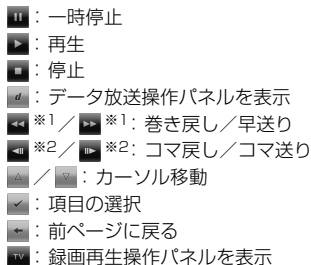 ：一時停止
：再生
：停止
d：データ放送操作パネルを表示
※1／※1：巻き戻し／早送り
※2／※2：コマ戻し／コマ送り
／：カーソル移動
：項目の選択
：前ページに戻る
TV：録画再生操作パネルを表示